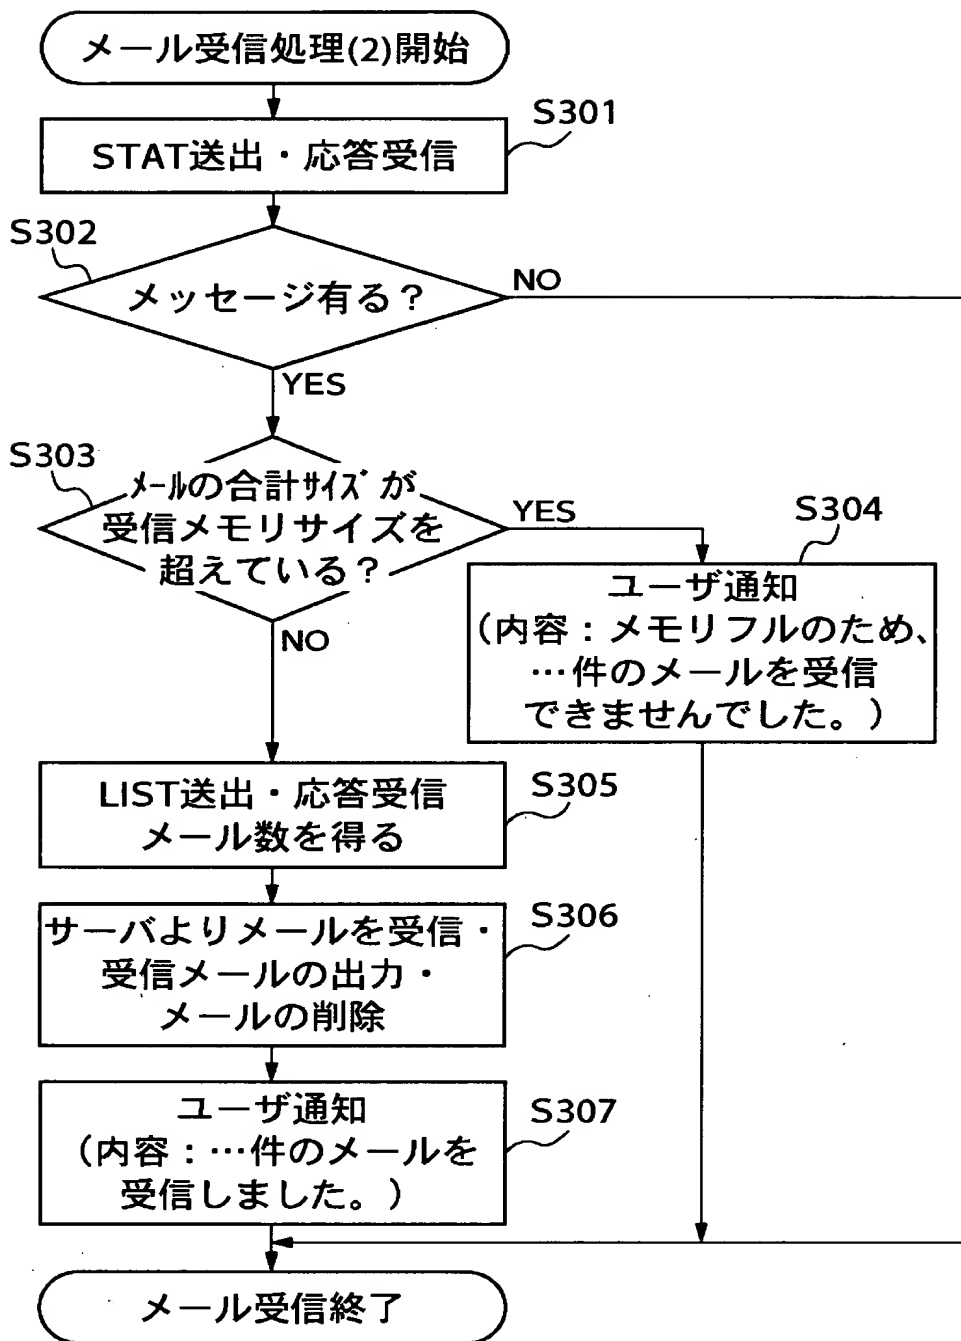 メール受信処理(2)開始
S301
STAT送出・応答受信
S302
メッセージ有る？
NO
YES
S303
ﾒｰﾙの合計ｻｲｽﾞが
受信メモリサイズを
超えている？
YES
NO
S304
ユーザ通知
（内容：メモリフルのため、
…件のメールを受信
できませんでした。）
S305
LIST送出・応答受信
メール数を得る
S306
サーバよりメールを受信・
受信メールの出力・
メールの削除
S307
ユーザ通知
（内容：…件のメールを
受信しました。）
メール受信終了